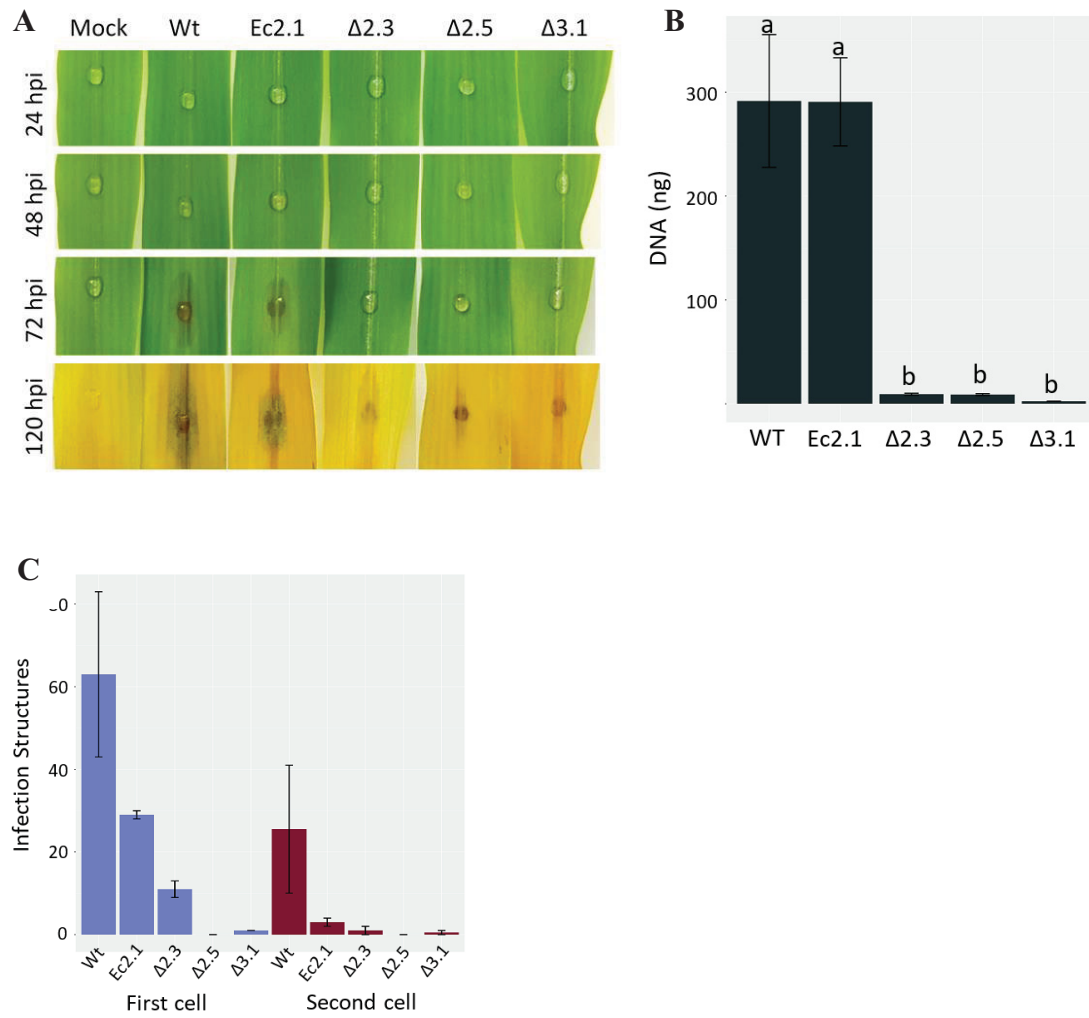 A
Mock Wt Ec2.1 Δ2.3 Δ2.5 Δ3.1
24 hpi
48 hpi
72 hpi
120 hpi
B
DNA (ng)
300
200
100
a
a
b
b
b
WT Ec2.1 Δ2.3 Δ2.5 Δ3.1
C
Infection Structures
60
40
20
0
Wt Ec2.1 Δ2.3 Δ2.5 Δ3.1 Wt Ec2.1 Δ2.3 Δ2.5 Δ3.1
First cell Second cell